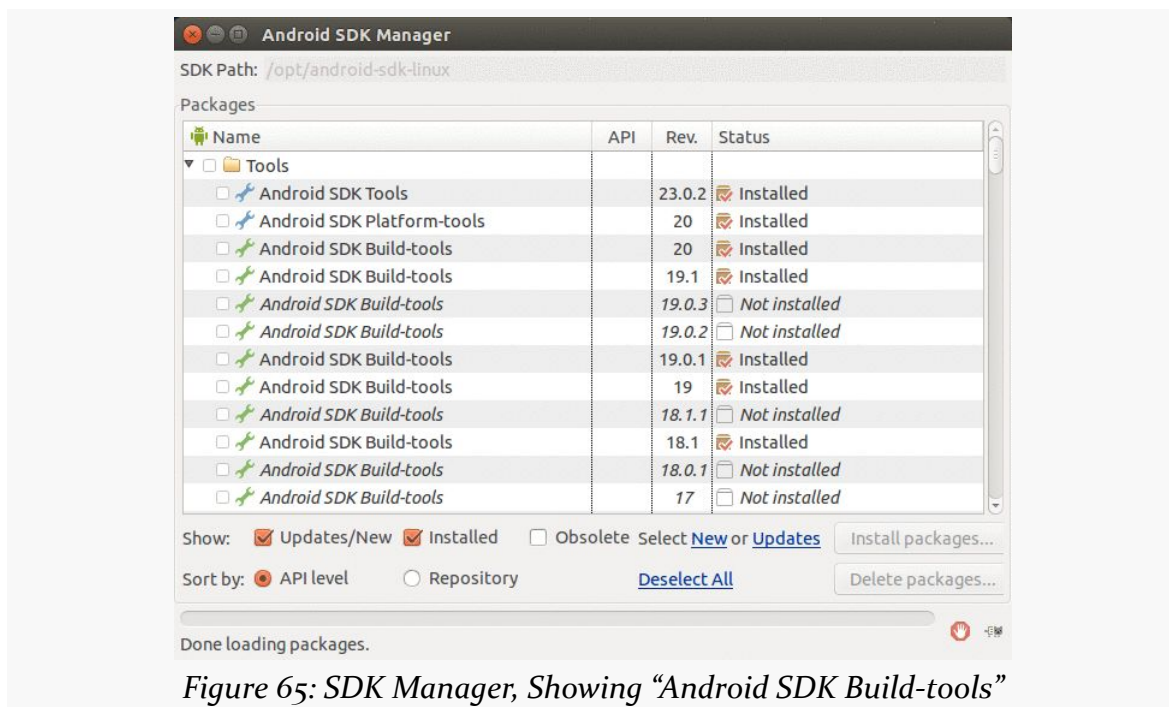 Android SDK Manager
SDK Path: /opt/android-sdk-linux
Packages
Name API Rev. Status
Tools
Android SDK Tools 23.0.2 Installed
Android SDK Platform-tools 20 Installed
Android SDK Build-tools 20 Installed
Android SDK Build-tools 19.1 Installed
Android SDK Build-tools 19.0.3 Not installed
Android SDK Build-tools 19.0.2 Not installed
Android SDK Build-tools 19.0.1 Installed
Android SDK Build-tools 19 Installed
Android SDK Build-tools 18.1.1 Not installed
Android SDK Build-tools 18.1 Installed
Android SDK Build-tools 18.0.1 Not installed
Android SDK Build-tools 17 Not installed
Show: Updates/New Installed Obsolete Select New or Updates Install packages...
Sort by: API level Repository Deselect All Delete packages...
Done loading packages.
Figure 65: SDK Manager, Showing “Android SDK Build-tools”